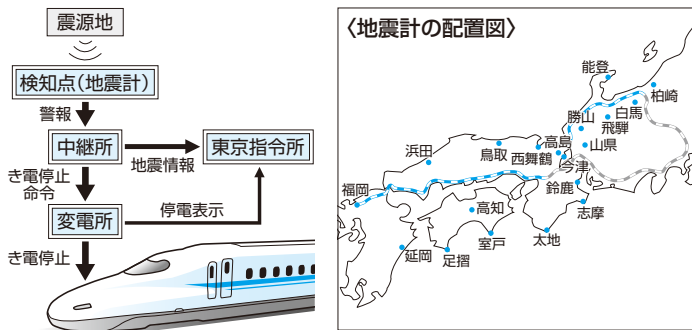 震源地
検知点(地震計)
警報
中継所
地震情報
東京指令所
き電停止
命令
変電所
停電表示
き電停止
〈地震計の配置図〉
能登
柏崎
白馬
勝山
飛騨
高島
山県
鳥取
西舞鶴
浜田
今津
鈴鹿
福岡
志摩
高知
室戸
太地
延岡
足摺